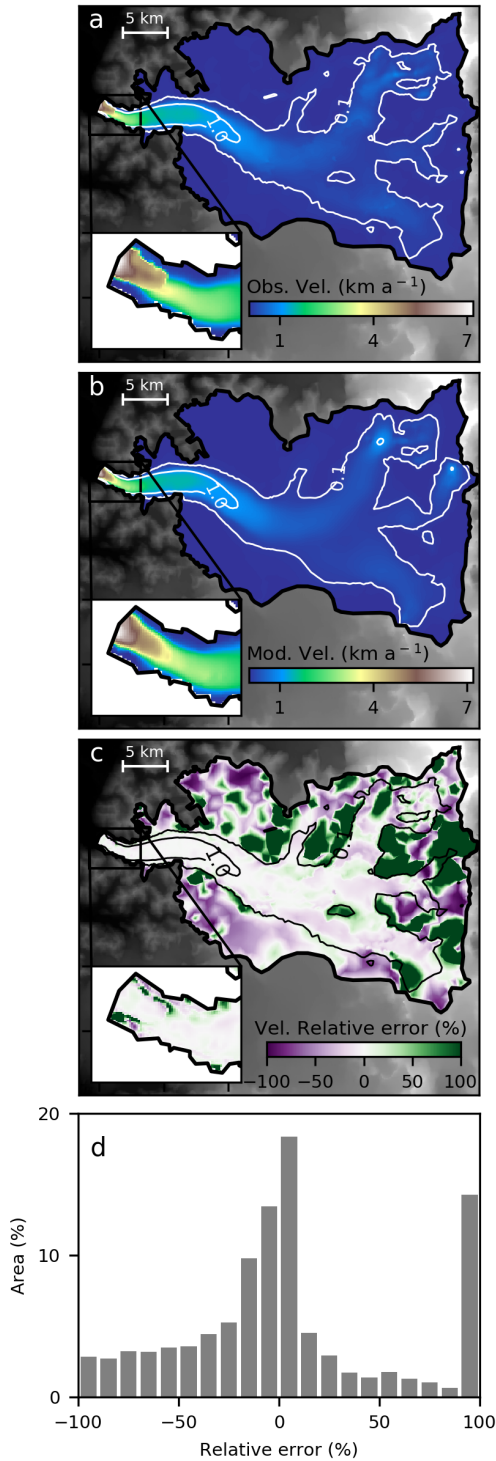 a
5 km
0.1
1.0
Obs. Vel. (km a⁻¹)
1 4 7
b
5 km
0.1
1.0
Mod. Vel. (km a⁻¹)
1 4 7
c
5 km
1.0
Vel. Relative error (%)
−100 −50 0 50 100
d
20
10
0
Area (%)
−100 −50 0 50 100
Relative error (%)